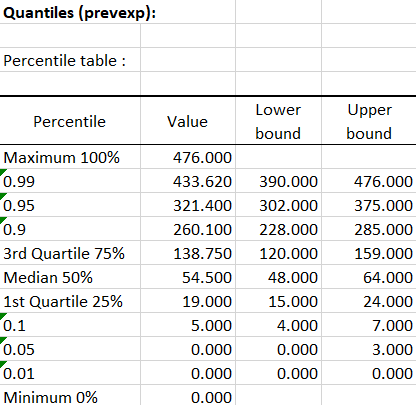 Quantiles (prevexp):
Percentile table :
Percentile Value Lower bound Upper bound
Maximum 100% 476.000
0.99 433.620 390.000 476.000
0.95 321.400 302.000 375.000
0.9 260.100 228.000 285.000
3rd Quartile 75% 138.750 120.000 159.000
Median 50% 54.500 48.000 64.000
1st Quartile 25% 19.000 15.000 24.000
0.1 5.000 4.000 7.000
0.05 0.000 0.000 3.000
0.01 0.000 0.000 0.000
Minimum 0% 0.000